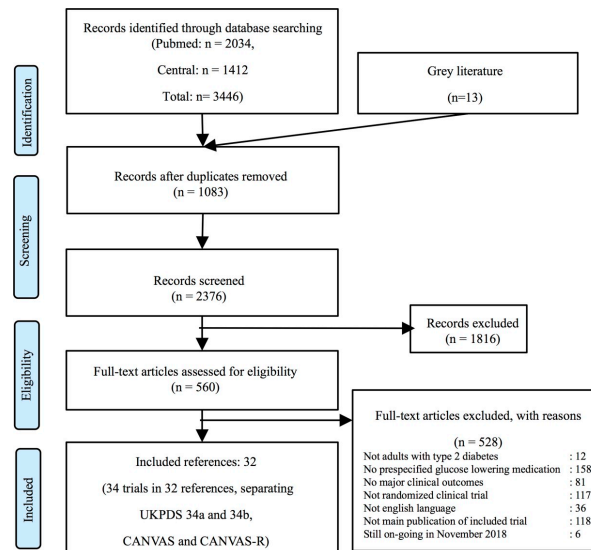 Records identified through database searching
(Pubmed: n = 2034,
Central: n = 1412
Total: n= 3446)
Grey literature
(n=13)
Identification
Records after duplicates removed
(n = 1083)
Screening
Records screened
(n = 2376)
Records excluded
(n = 1816)
Eligibility
Full-text articles assessed for eligibility
(n = 560)
Full-text articles excluded, with reasons
(n = 528)
Not adults with type 2 diabetes : 12
No prespecified glucose lowering medication : 158
No major clinical outcomes : 81
Not randomized clinical trial : 117
Not english language : 36
Not main publication of included trial : 118
Still on-going in November 2018 : 6
Included
Included references: 32
(34 trials in 32 references, separating
UKPDS 34a and 34b,
CANVAS and CANVAS-R)